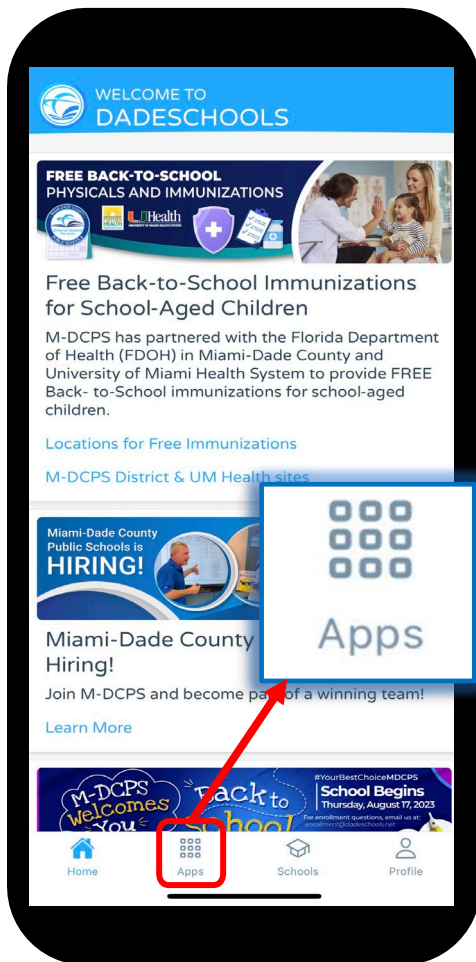 WELCOME TO
DADESCHOOLS
FREE BACK-TO-SCHOOL
PHYSICALS AND IMMUNIZATIONS
UHealth
Free Back-to-School Immunizations
for School-Aged Children
M-DCPS has partnered with the Florida Department
of Health (FDOH) in Miami-Dade County and
University of Miami Health System to provide FREE
Back- to-School immunizations for school-aged
children.
Locations for Free Immunizations
M-DCPS District & UM Health sites
Apps
Miami-Dade County
Public Schools is
HIRING!
Miami-Dade County
Hiring!
Join M-DCPS and become part of a winning team!
Learn More
M-DCPS
Welcomes
You
Back to
School
#YourBestChoiceMDCPS
School Begins
Thursday, August 17, 2023
For enrollment questions, email us at:
enrollment@dadeschools.net
Home
Apps
Schools
Profile